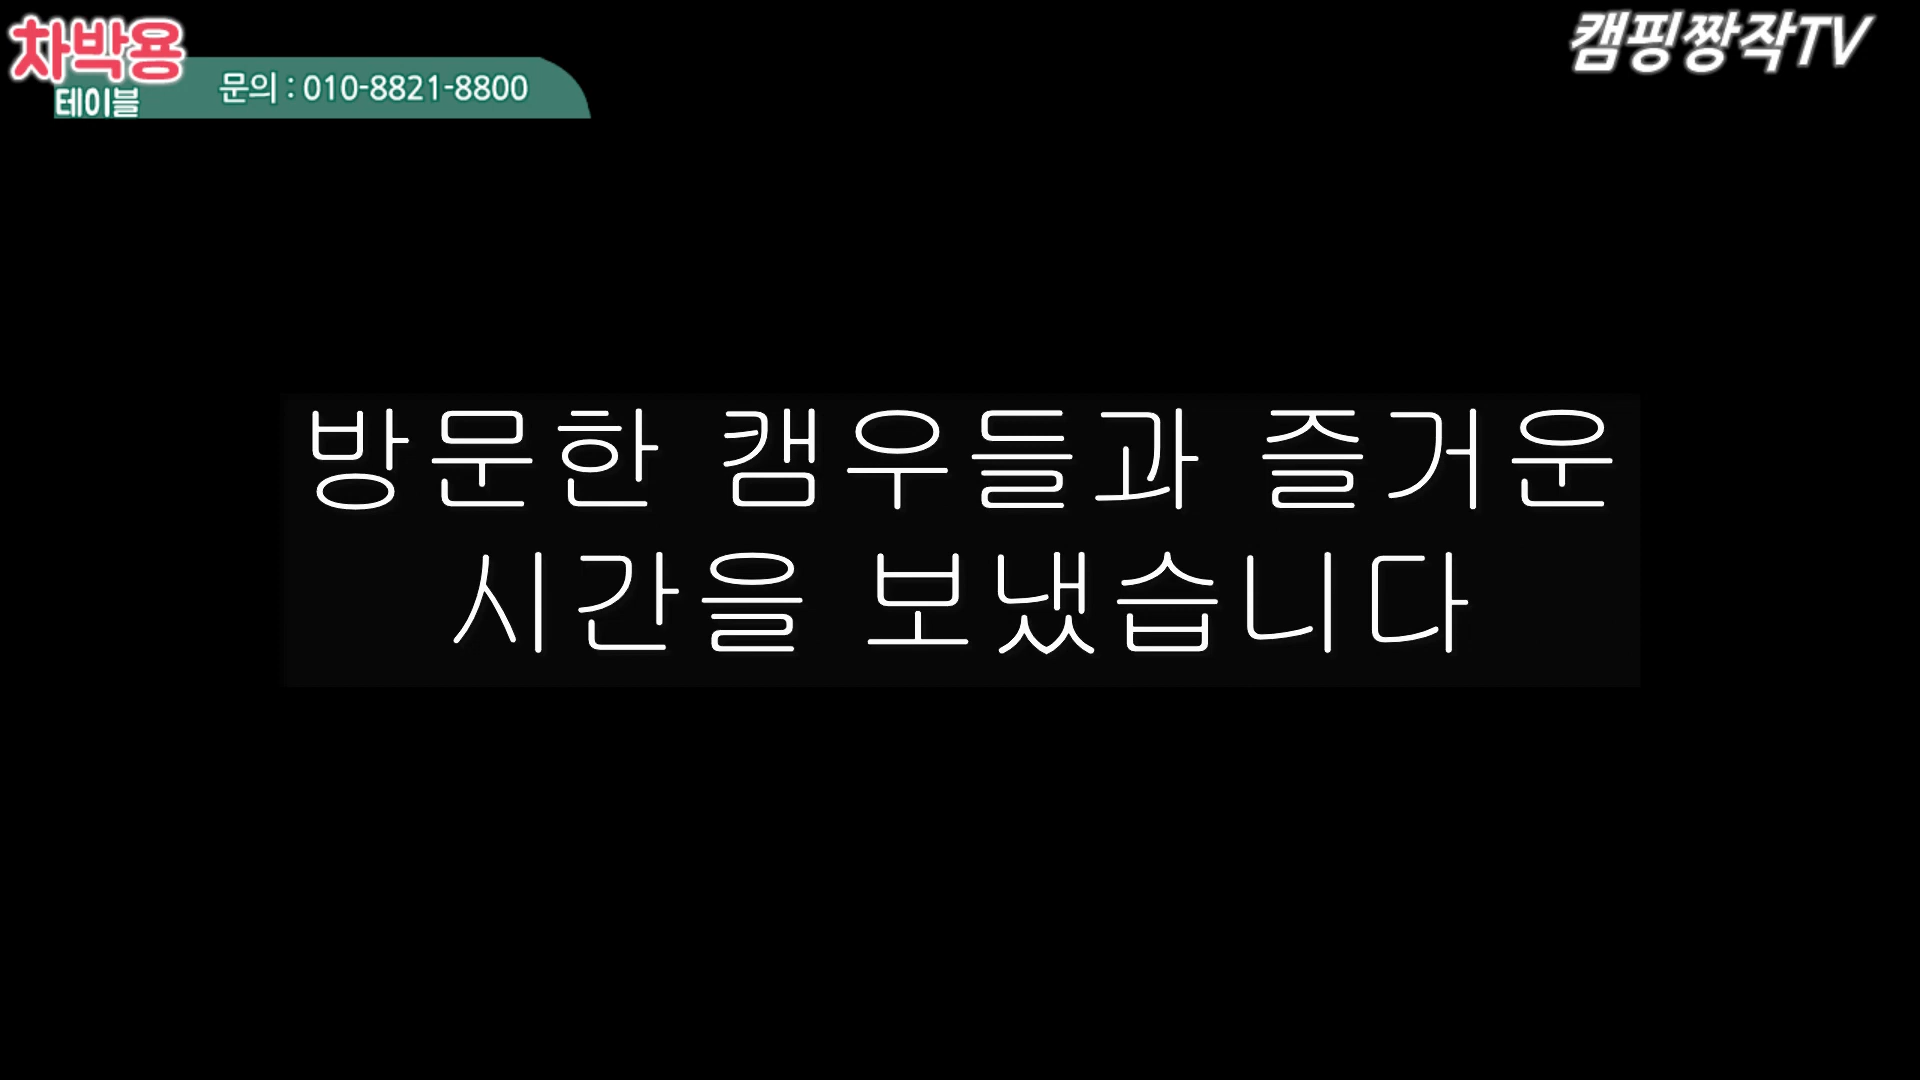 차박용
테이블
문의 : 010-8821-8800
캠핑짱작TV
방문한 캠우들과 즐거운
시간을 보냈습니다